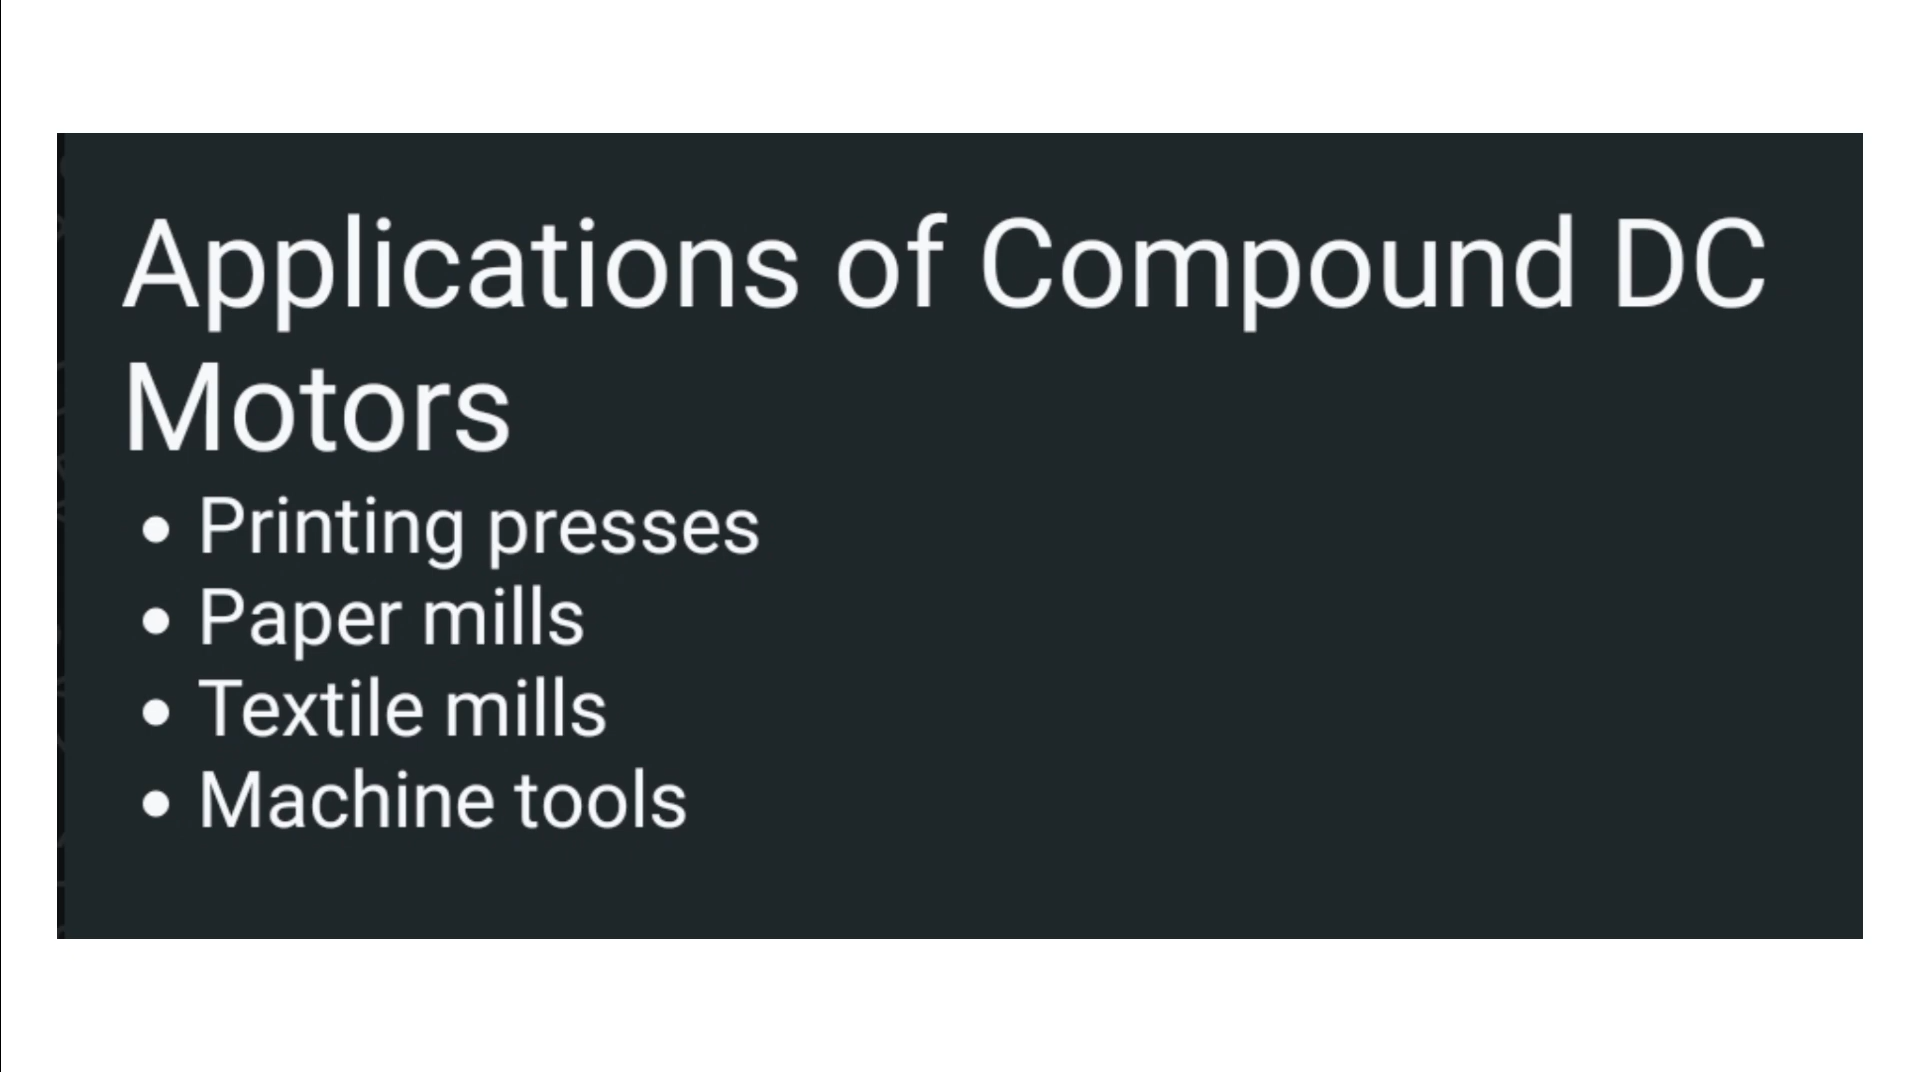 Applications of Compound DC
Motors
• Printing presses
• Paper mills
• Textile mills
• Machine tools